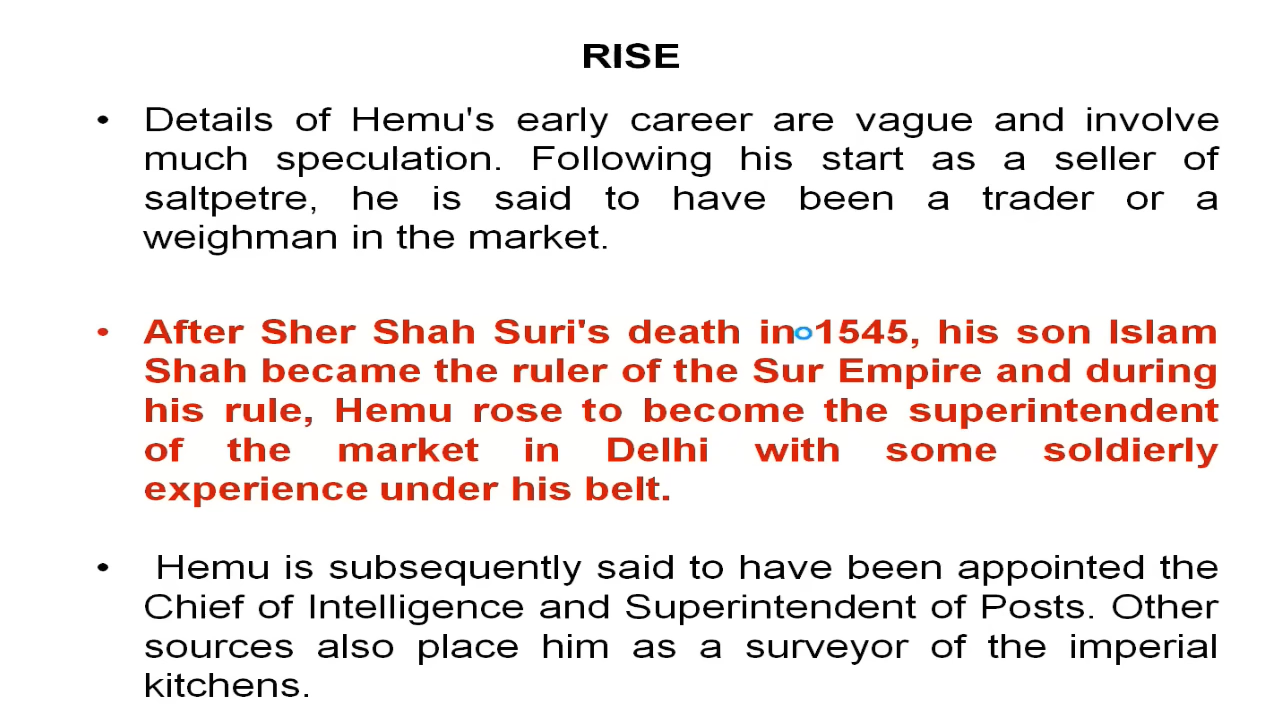 RISE
• Details of Hemu's early career are vague and involve
much speculation. Following his start as a seller of
saltpetre, he is said to have been a trader or a
weighman in the market.
• After Sher Shah Suri's death in 1545, his son Islam
Shah became the ruler of the Sur Empire and during
his rule, Hemu rose to become the superintendent
of the market in Delhi with some soldierly
experience under his belt.
• Hemu is subsequently said to have been appointed the
Chief of Intelligence and Superintendent of Posts. Other
sources also place him as a surveyor of the imperial
kitchens.